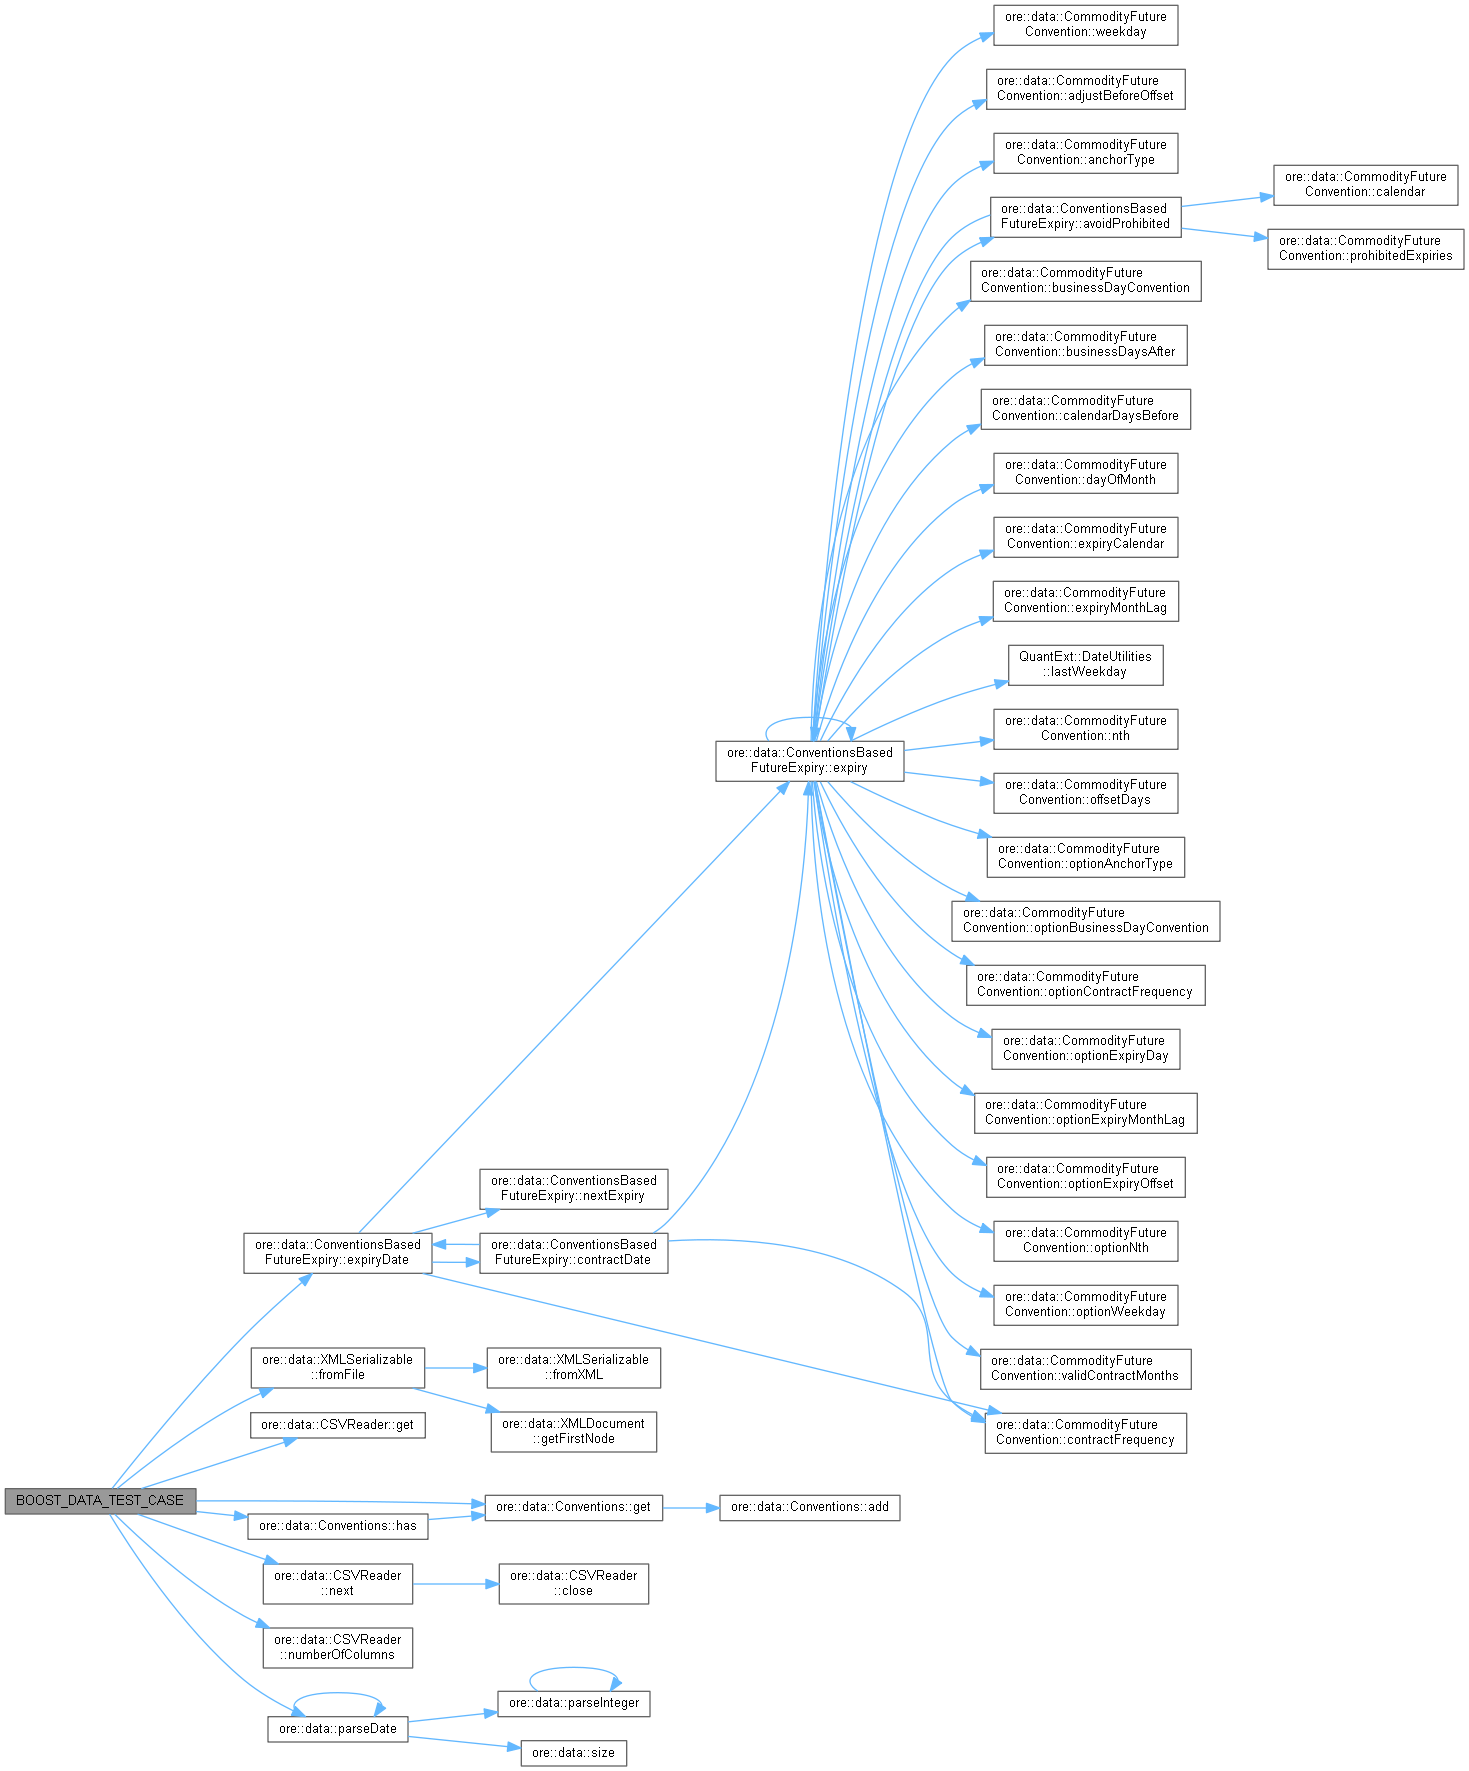 ore::data::CommodityFuture
Convention::weekday
ore::data::CommodityFuture
Convention::adjustBeforeOffset
ore::data::CommodityFuture
Convention::anchorType
ore::data::CommodityFuture
Convention::calendar
ore::data::ConventionsBased
FutureExpiry::avoidProhibited
ore::data::CommodityFuture
Convention::prohibitedExpiries
ore::data::CommodityFuture
Convention::businessDayConvention
ore::data::CommodityFuture
Convention::businessDaysAfter
ore::data::CommodityFuture
Convention::calendarDaysBefore
ore::data::CommodityFuture
Convention::dayOfMonth
ore::data::CommodityFuture
Convention::expiryCalendar
ore::data::CommodityFuture
Convention::expiryMonthLag
QuantExt::DateUtilities
::lastWeekday
ore::data::CommodityFuture
Convention::nth
ore::data::ConventionsBased
FutureExpiry::expiry
ore::data::CommodityFuture
Convention::offsetDays
ore::data::CommodityFuture
Convention::optionAnchorType
ore::data::CommodityFuture
Convention::optionBusinessDayConvention
ore::data::CommodityFuture
Convention::optionContractFrequency
ore::data::CommodityFuture
Convention::optionExpiryDay
ore::data::CommodityFuture
Convention::optionExpiryMonthLag
ore::data::CommodityFuture
Convention::optionExpiryOffset
ore::data::ConventionsBased
FutureExpiry::nextExpiry
ore::data::CommodityFuture
Convention::optionNth
ore::data::ConventionsBased
FutureExpiry::expiryDate
ore::data::ConventionsBased
FutureExpiry::contractDate
ore::data::CommodityFuture
Convention::optionWeekday
ore::data::XMLSerializable
::fromFile
ore::data::XMLSerializable
::fromXML
ore::data::CommodityFuture
Convention::validContractMonths
ore::data::CSVReader::get
ore::data::XMLDocument
::getFirstNode
ore::data::CommodityFuture
Convention::contractFrequency
BOOST_DATA_TEST_CASE
ore::data::Conventions::has
ore::data::Conventions::get
ore::data::Conventions::add
ore::data::CSVReader
::next
ore::data::CSVReader
::close
ore::data::CSVReader
::numberOfColumns
ore::data::parseDate
ore::data::parseInteger
ore::data::size